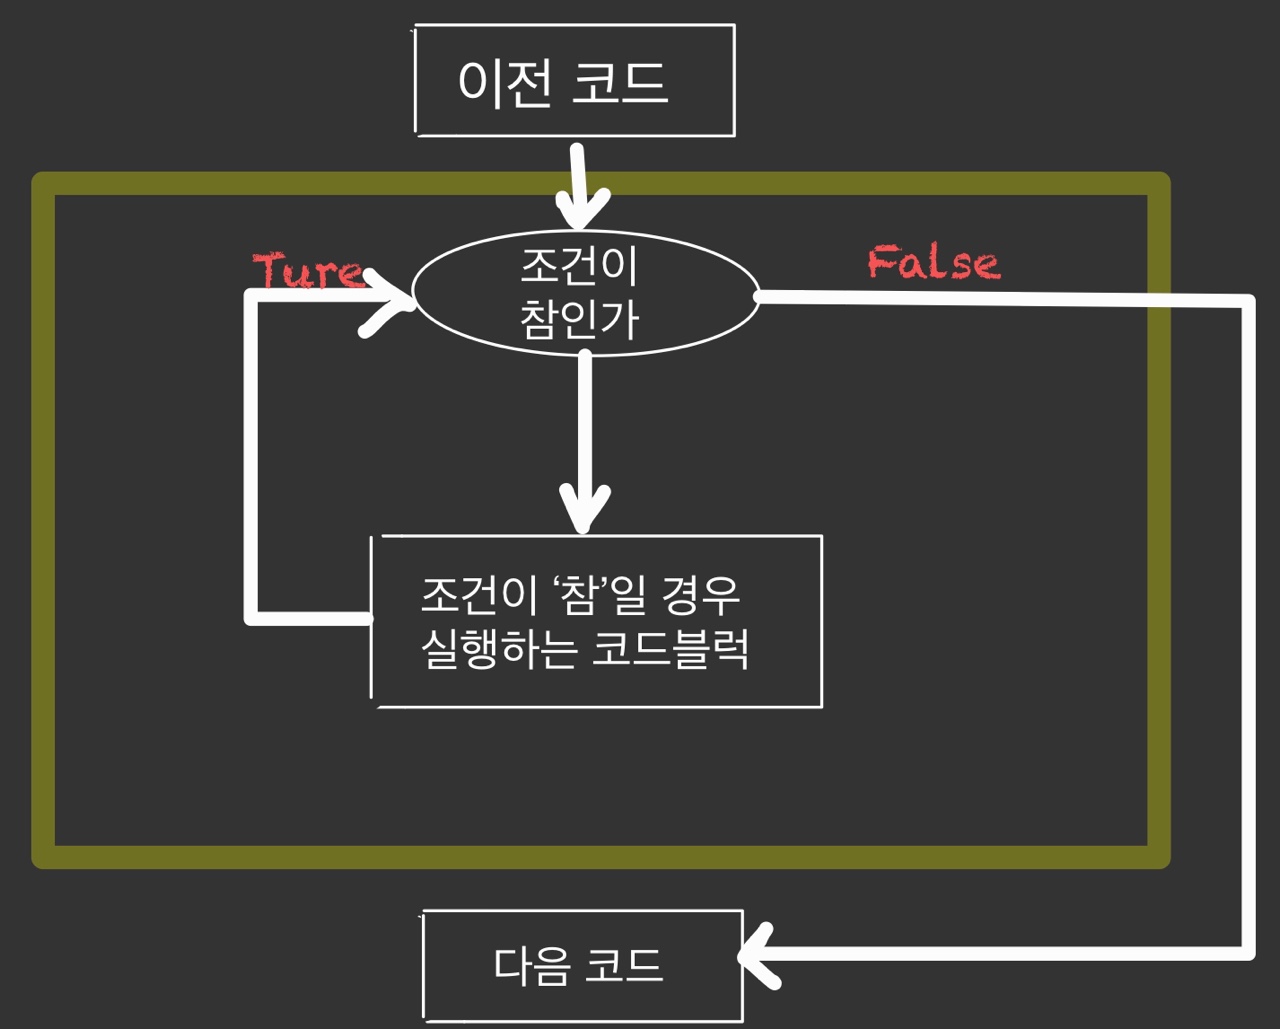 이전 코드
Ture
조건이
참인가
False
조건이 ‘참’일 경우
실행하는 코드블럭
다음 코드